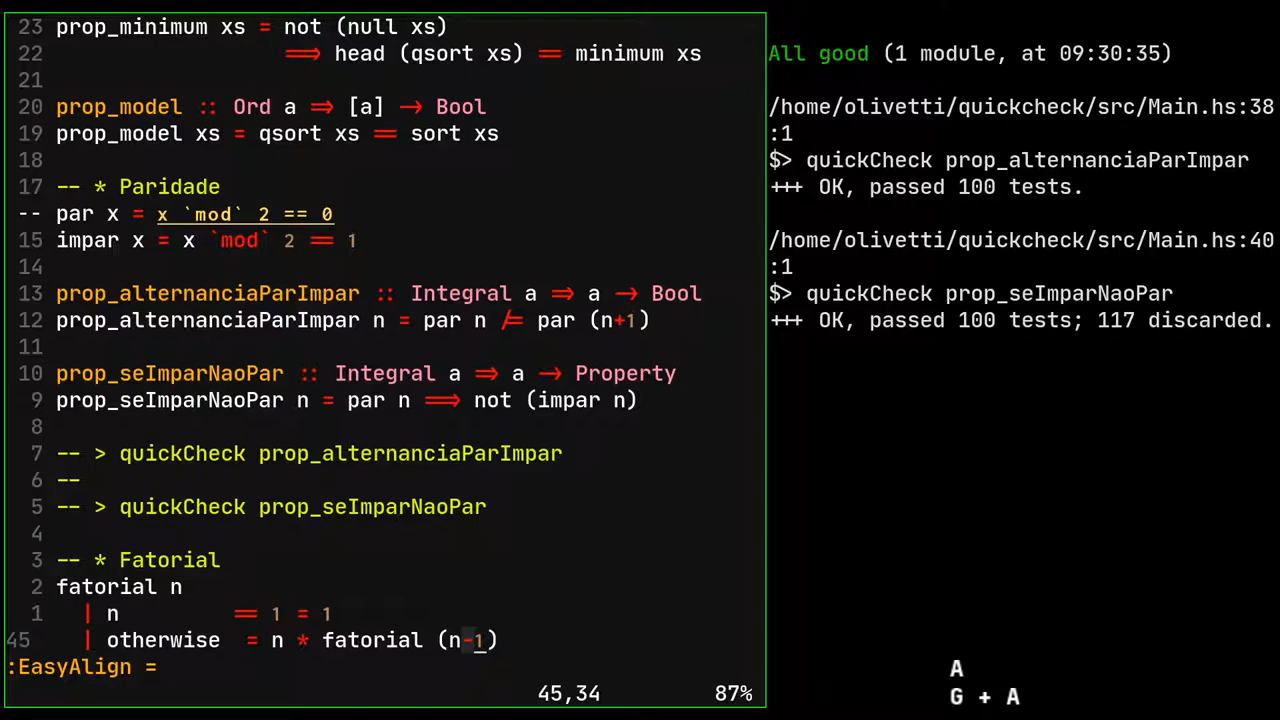 23 prop_minimum xs = not (null xs)
22 ==> head (qsort xs) == minimum xs
21
20 prop_model :: Ord a => [a] -> Bool
19 prop_model xs = qsort xs == sort xs
18
17 -- * Paridade
-- par x = x `mod` 2 == 0
15 impar x = x `mod` 2 == 1
14
13 prop_alternanciaParImpar :: Integral a => a -> Bool
12 prop_alternanciaParImpar n = par n /= par (n+1)
11
10 prop_seImparNaoPar :: Integral a => a -> Property
9 prop_seImparNaoPar n = par n ==> not (impar n)
8
7 -- > quickCheck prop_alternanciaParImpar
6 --
5 -- > quickCheck prop_seImparNaoPar
4
3 -- * Fatorial
2 fatorial n
1 | n == 1 = 1
45 | otherwise = n * fatorial (n-1)
:EasyAlign =
45,34 87%
All good (1 module, at 09:30:35)
/home/olivetti/quickcheck/src/Main.hs:38
:1
$> quickCheck prop_alternanciaParImpar
+++ OK, passed 100 tests.
/home/olivetti/quickcheck/src/Main.hs:40
:1
$> quickCheck prop_seImparNaoPar
+++ OK, passed 100 tests; 117 discarded.
A
G + A